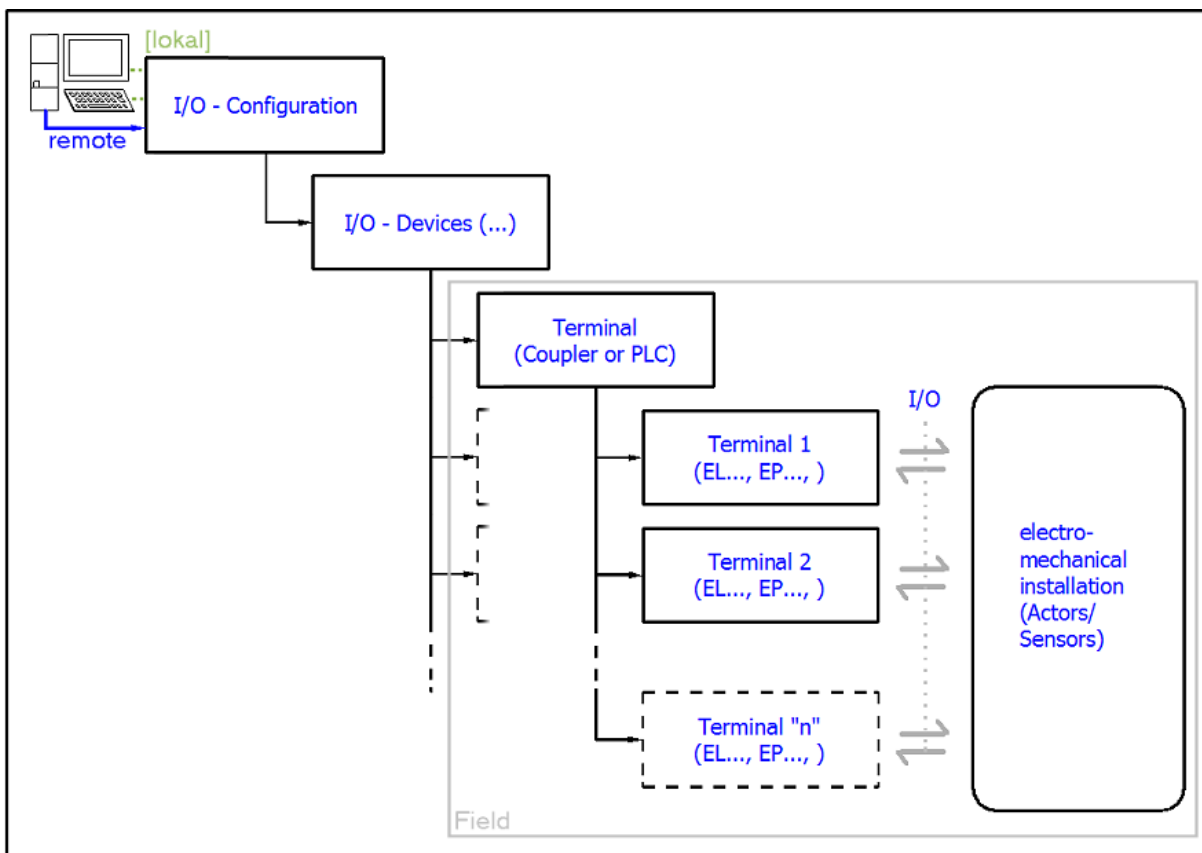 [lokal]
I/O - Configuration
remote
I/O - Devices (...)
Terminal
(Coupler or PLC)
I/O
Terminal 1
(EL..., EP..., )
Terminal 2
(EL..., EP..., )
electro-
mechanical
installation
(Actors/
Sensors)
Terminal "n"
(EL..., EP..., )
Field